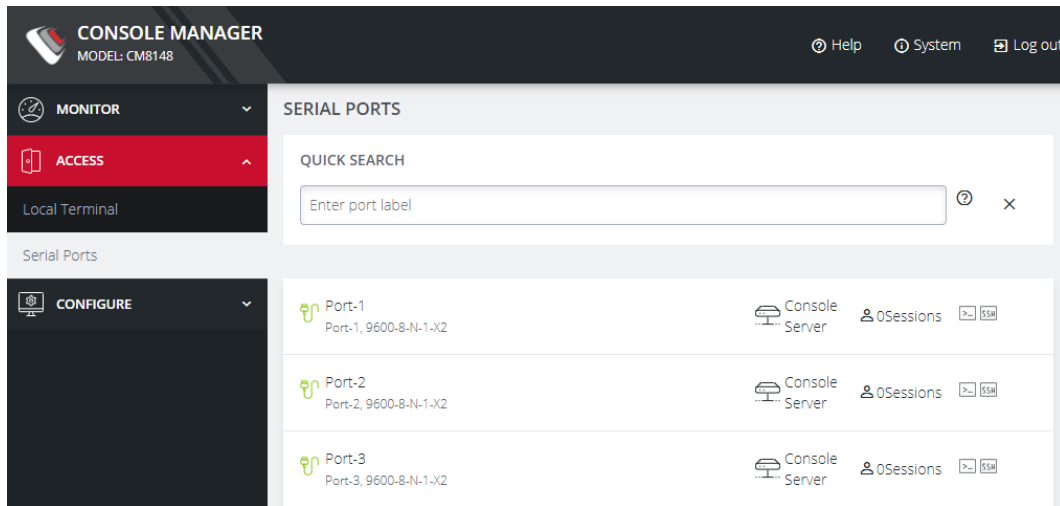 CONSOLE MANAGER
MODEL: CM8148
Help
System
Log out
MONITOR
ACCESS
Local Terminal
Serial Ports
CONFIGURE
SERIAL PORTS
QUICK SEARCH
Enter port label
Port-1
Port-1, 9600-8-N-1-X2
Console
Server
0Sessions
>_ SSH
Port-2
Port-2, 9600-8-N-1-X2
Console
Server
0Sessions
>_ SSH
Port-3
Port-3, 9600-8-N-1-X2
Console
Server
0Sessions
>_ SSH